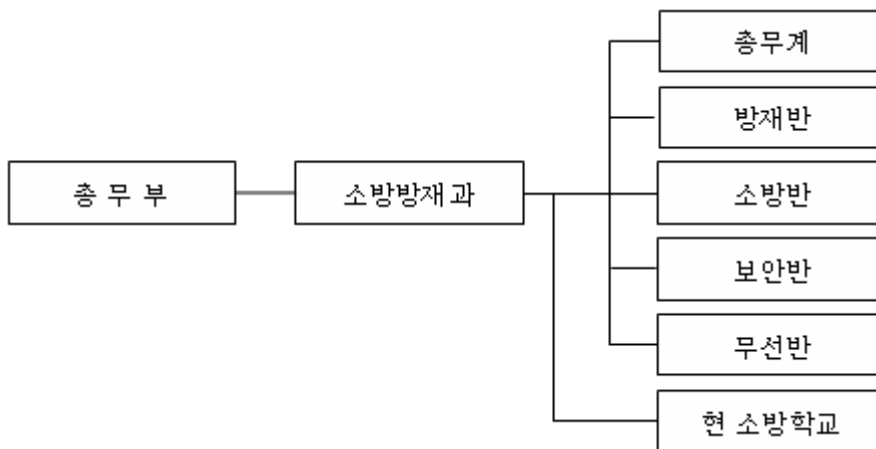 총무계
방재반
총 무 부
소방방재과
소방반
보안반
무선반
현 소방학교